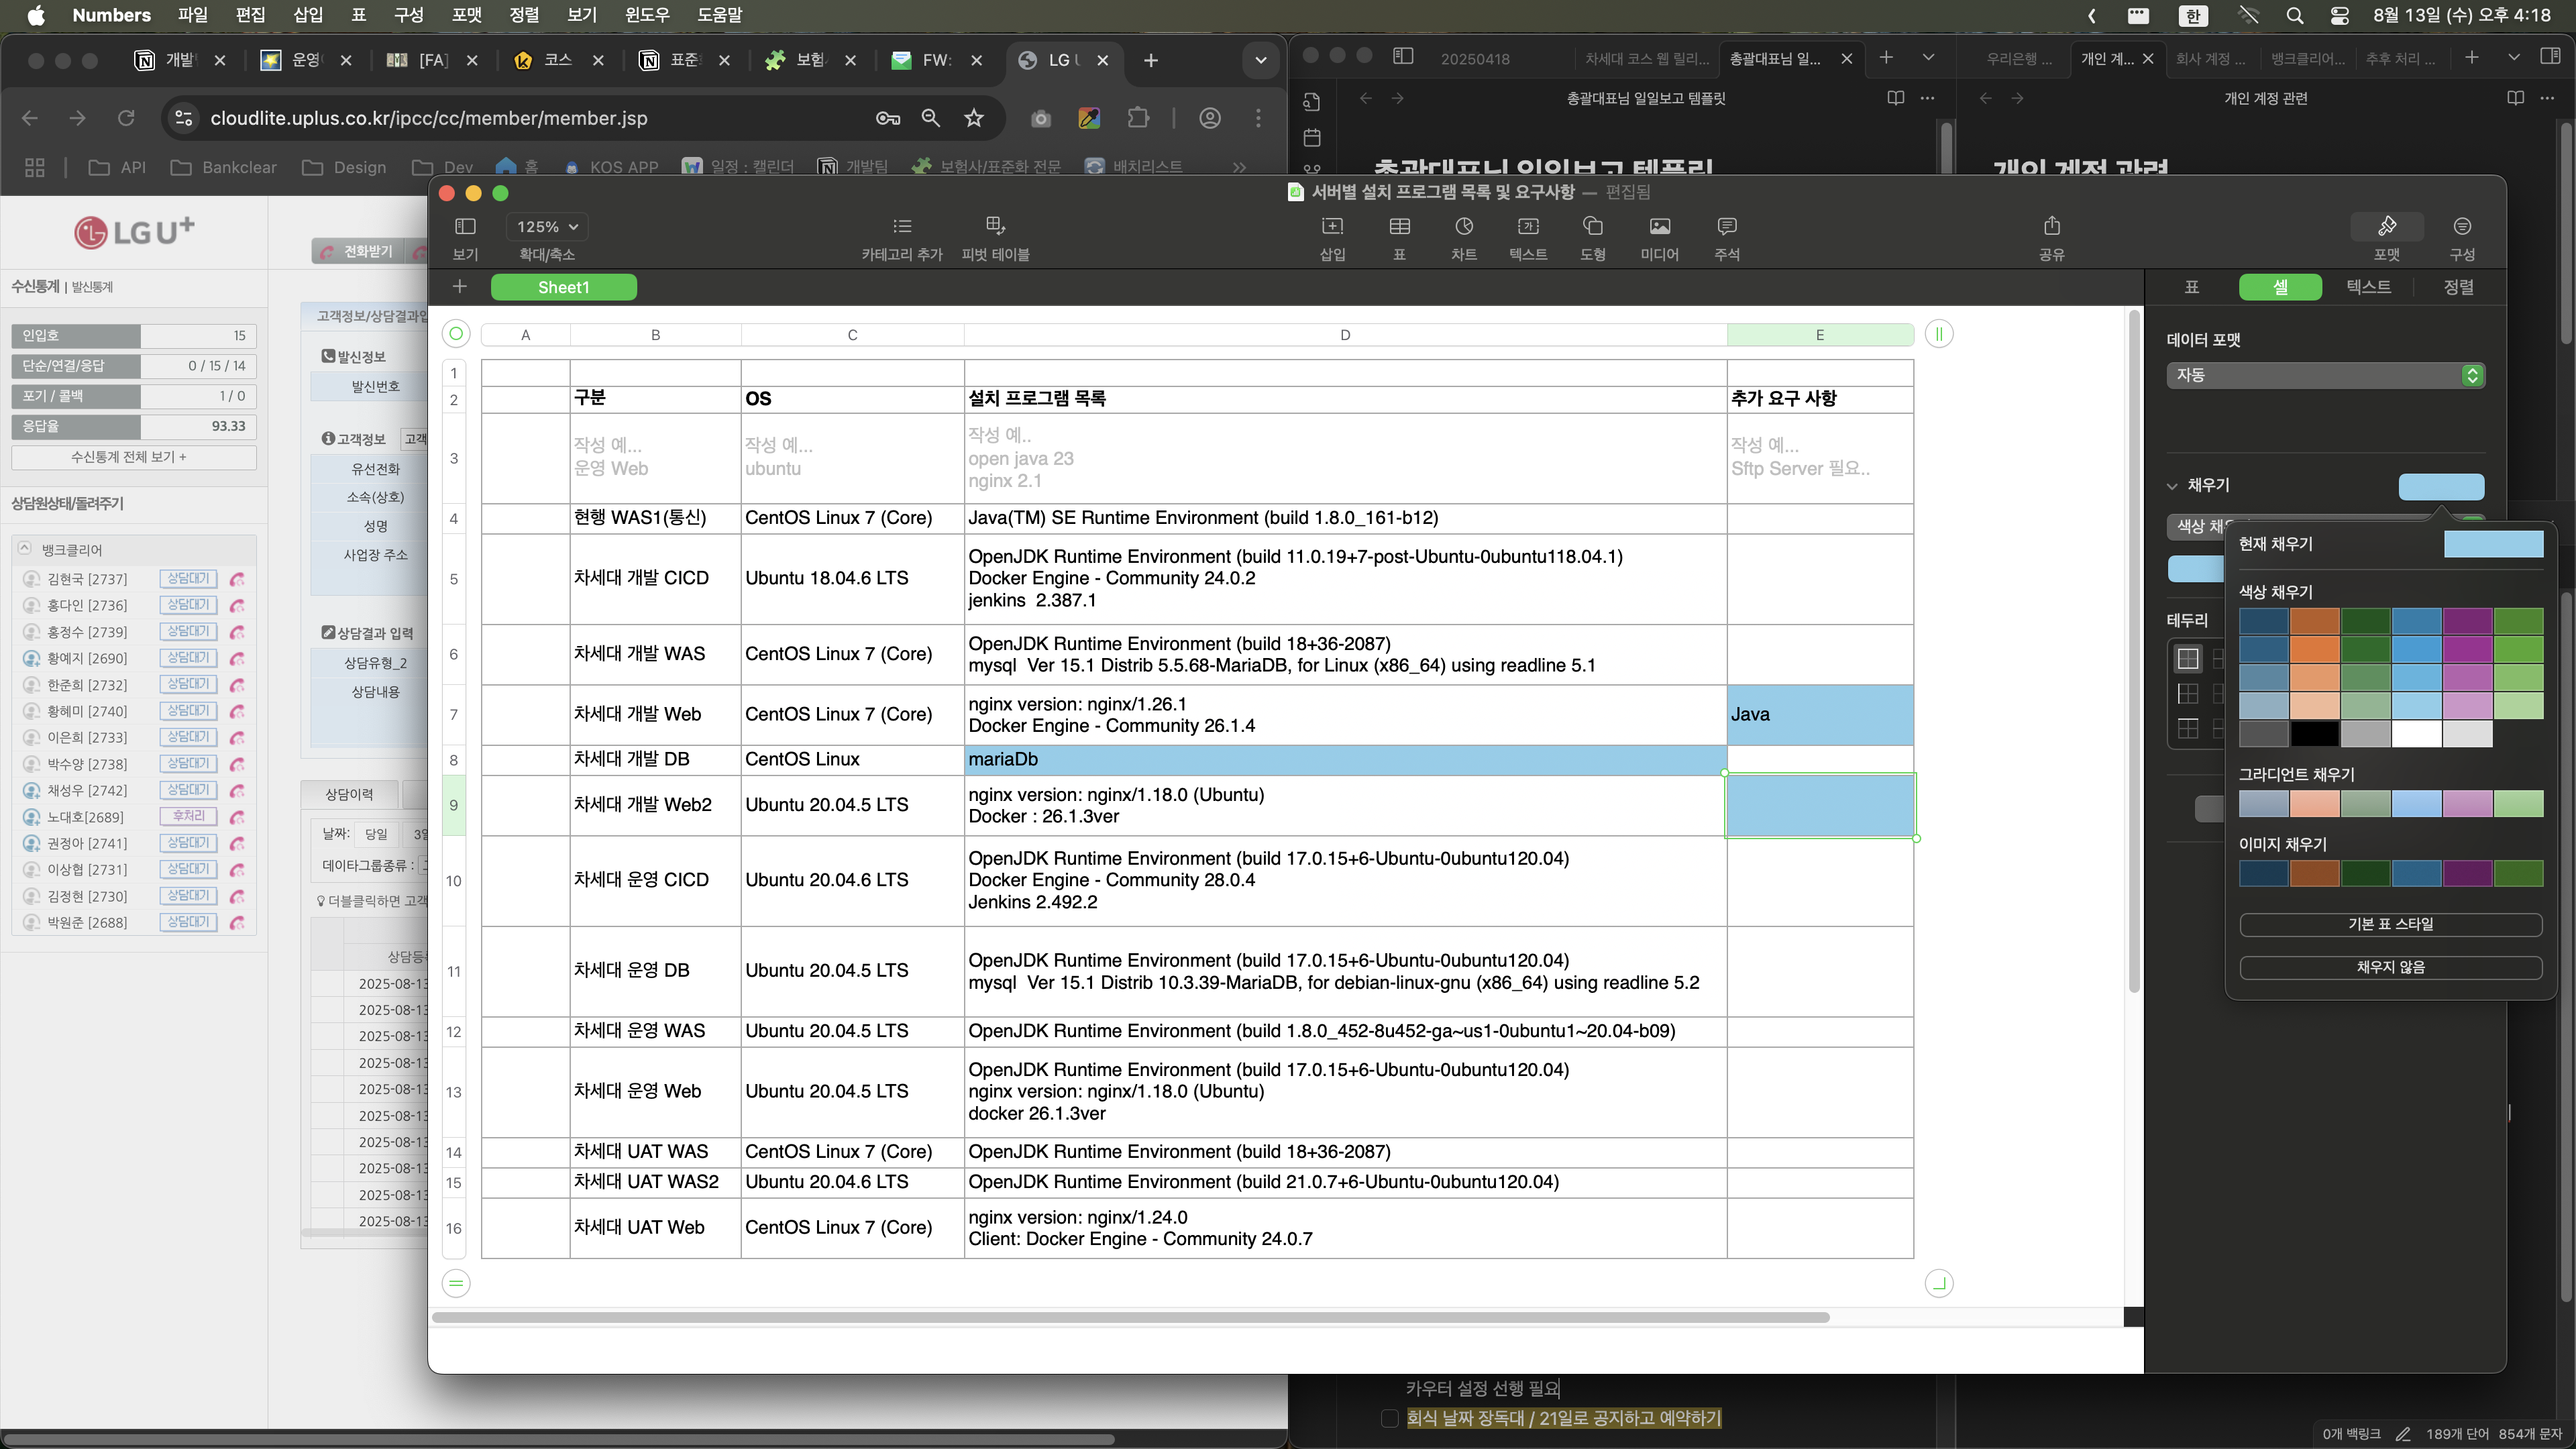 Numbers 파일 편집 삽입 표 구성 포맷 정렬 보기 윈도우 도움말
한 8월 13일 (수) 오후 4:18
개발 운영 [FA] 코스 표준 보험 FW: LG U
cloudlite.uplus.co.kr/ipcc/cc/member/member.jsp
API Bankclear Design Dev 홈 KOS APP 일정 : 캘린더 개발팀 보험사/표준화 전문 배치리스트
20250418 차세대 코스 웹 릴리... 총괄대표님 일... 우리은행 ... 개인 계... 회사 계정 ... 뱅크클리어... 추후 처리 ...
총괄대표님 일일보고 템플릿 개인 계정 관련
총괄대표님 일일보고 템플릿
개인 계정 관련
LG U+
전화받기
수신통계 | 발신통계
인입호 15
단순/연결/응답 0 / 15 / 14
포기 / 콜백 1 / 0
응답율 93.33
수신통계 전체 보기 +
상담원상태/돌려주기
뱅크클리어
김현국 [2737] 상담대기
홍다인 [2736] 상담대기
홍정수 [2739] 상담대기
황예지 [2690] 상담대기
한준희 [2732] 상담대기
황혜미 [2740] 상담대기
이은희 [2733] 상담대기
박수양 [2738] 상담대기
채성우 [2742] 상담대기
노대호[2689] 후처리
권정아 [2741] 상담대기
이상협 [2731] 상담대기
김정현 [2730] 상담대기
박원준 [2688] 상담대기
고객정보/상담결과입
발신정보
발신번호
고객정보 고객
유선전화
소속(상호)
성명
사업장 주소
상담결과 입력
상담유형_2
상담내용
상담이력
날짜: 당일 3일
데이타그룹종류 :
더블클릭하면 고객
상담등록
2025-08-13
2025-08-13
2025-08-13
2025-08-13
2025-08-13
2025-08-13
2025-08-13
2025-08-13
2025-08-13
2025-08-13
서버별 설치 프로그램 목록 및 요구사항 — 편집됨
125%
보기 확대/축소 카테고리 추가 피벗 테이블 삽입 표 차트 텍스트 도형 미디어 주석 공유 포맷 구성
Sheet1
A B C D E
1
2 구분 OS 설치 프로그램 목록 추가 요구 사항
3 작성 예... 운영 Web
작성 예... ubuntu
작성 예..
open java 23
nginx 2.1
작성 예...
Sftp Server 필요..
4 현행 WAS1(통신) CentOS Linux 7 (Core) Java(TM) SE Runtime Environment (build 1.8.0_161-b12)
5 차세대 개발 CICD Ubuntu 18.04.6 LTS OpenJDK Runtime Environment (build 11.0.19+7-post-Ubuntu-0ubuntu118.04.1)
Docker Engine - Community 24.0.2
jenkins  2.387.1
6 차세대 개발 WAS CentOS Linux 7 (Core) OpenJDK Runtime Environment (build 18+36-2087)
mysql  Ver 15.1 Distrib 5.5.68-MariaDB, for Linux (x86_64) using readline 5.1
7 차세대 개발 Web CentOS Linux 7 (Core) nginx version: nginx/1.26.1
Docker Engine - Community 26.1.4
Java
8 차세대 개발 DB CentOS Linux mariaDb
9 차세대 개발 Web2 Ubuntu 20.04.5 LTS nginx version: nginx/1.18.0 (Ubuntu)
Docker : 26.1.3ver
10 차세대 운영 CICD Ubuntu 20.04.6 LTS OpenJDK Runtime Environment (build 17.0.15+6-Ubuntu-0ubuntu120.04)
Docker Engine - Community 28.0.4
Jenkins 2.492.2
11 차세대 운영 DB Ubuntu 20.04.5 LTS OpenJDK Runtime Environment (build 17.0.15+6-Ubuntu-0ubuntu120.04)
mysql  Ver 15.1 Distrib 10.3.39-MariaDB, for debian-linux-gnu (x86_64) using readline 5.2
12 차세대 운영 WAS Ubuntu 20.04.5 LTS OpenJDK Runtime Environment (build 1.8.0_452-8u452-ga~us1-0ubuntu1~20.04-b09)
13 차세대 운영 Web Ubuntu 20.04.5 LTS OpenJDK Runtime Environment (build 17.0.15+6-Ubuntu-0ubuntu120.04)
nginx version: nginx/1.18.0 (Ubuntu)
docker 26.1.3ver
14 차세대 UAT WAS CentOS Linux 7 (Core) OpenJDK Runtime Environment (build 18+36-2087)
15 차세대 UAT WAS2 Ubuntu 20.04.6 LTS OpenJDK Runtime Environment (build 21.0.7+6-Ubuntu-0ubuntu120.04)
16 차세대 UAT Web CentOS Linux 7 (Core) nginx version: nginx/1.24.0
Client: Docker Engine - Community 24.0.7
표 셀 텍스트 정렬
데이터 포맷
자동
채우기
색상 채우
테두리
현재 채우기
색상 채우기
그라디언트 채우기
이미지 채우기
기본 표 스타일
채우지 않음
카우터 설정 선행 필요
회식 날짜 장독대 / 21일로 공지하고 예약하기
0개 백링크 189개 단어 854개 문자